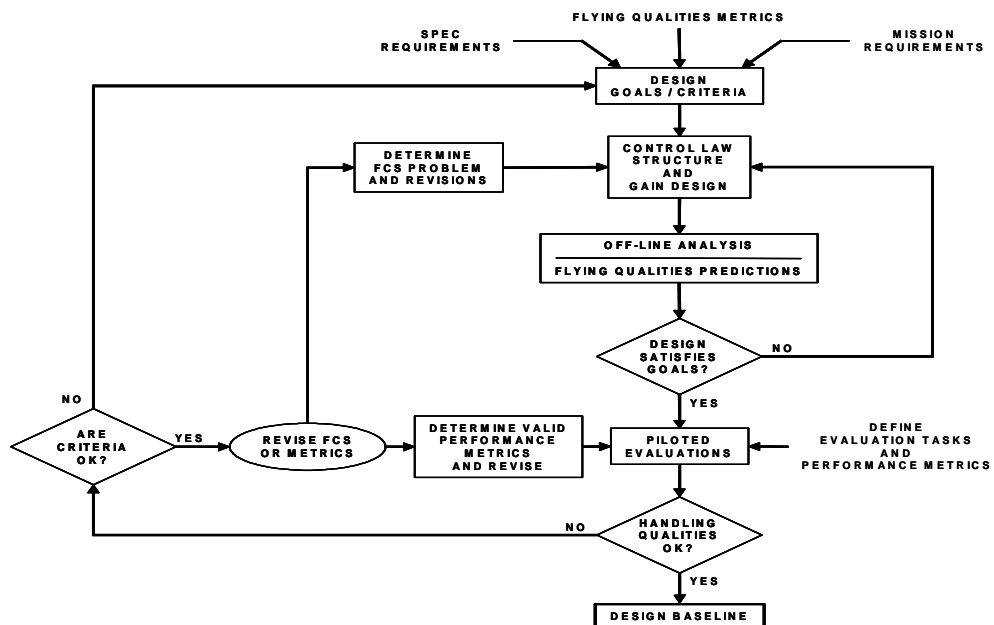 FLYING QUALITIES METRICS
SPEC
REQUIREMENTS
MISSION
REQUIREMENTS
DESIGN
GOALS / CRITERIA
DETERMINE
FCS PROBLEM
AND REVISIONS
CONTROL LAW
STRUCTURE
AND
GAIN DESIGN
OFF-LINE ANALYSIS
FLYING QUALITIES PREDICTIONS
DESIGN
SATISFIES
GOALS?
NO
YES
NO
ARE
CRITERIA
OK?
YES
REVISE FCS
OR METRICS
DETERMINE VALID
PERFORMANCE
METRICS
AND REVISE
PILOTED
EVALUATIONS
DEFINE
EVALUATION TASKS
AND
PERFORMANCE METRICS
NO
HANDLING
QUALITIES
OK?
YES
DESIGN BASELINE